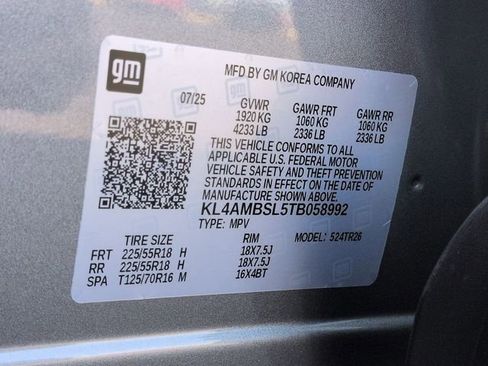 gm
MFD BY GM KOREA COMPANY
07/25 GVWR GAWR FRT GAWR RR
1920 KG 1060 KG 1060 KG
4233 LB 2336 LB 2336 LB
THIS VEHICLE CONFORMS TO ALL
APPLICABLE U.S. FEDERAL MOTOR
VEHICLE SAFETY AND THEFT PREVENTION
STANDARDS IN EFFECT ON THE DATE OF
MANUFACTURE SHOWN ABOVE.
KL4AMBSL5TB058992
TYPE: MPV MODEL: 524TR26
TIRE SIZE RIM
FRT 225/55R18 H 18X7.5J
RR 225/55R18 H 18X7.5J
SPA T125/70R16 M 16X4BT